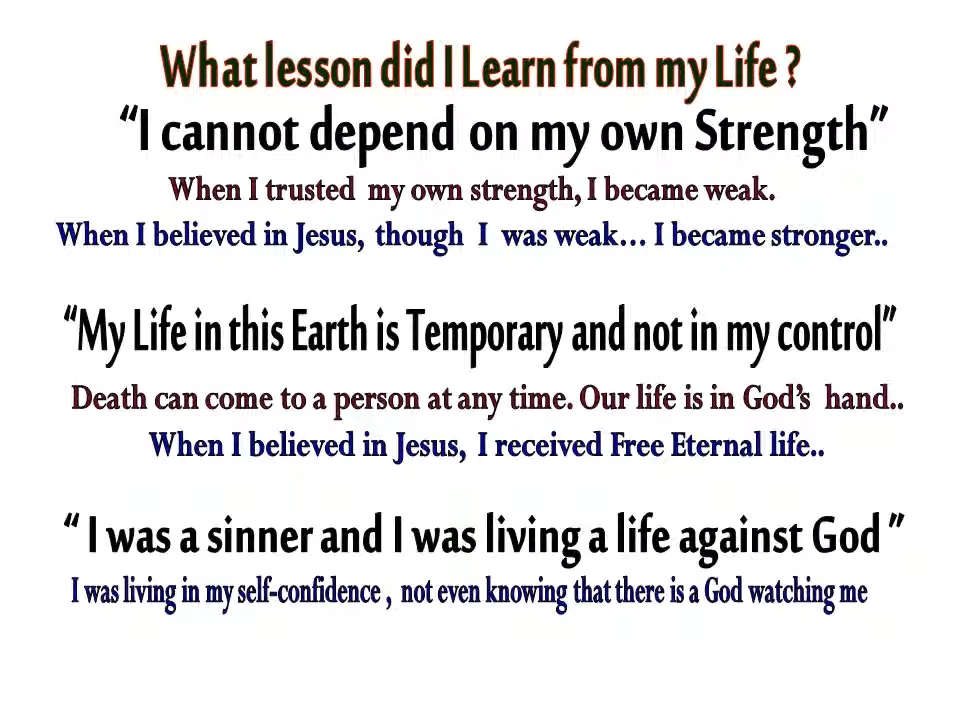 What lesson did I Learn from my Life ?
“I cannot depend on my own Strength”
When I trusted my own strength, I became weak.
When I believed in Jesus, though I was weak... I became stronger..
“My Life in this Earth is Temporary and not in my control”
Death can come to a person at any time. Our life is in God’s hand..
When I believed in Jesus, I received Free Eternal life..
“ I was a sinner and I was living a life against God ”
I was living in my self-confidence , not even knowing that there is a God watching me